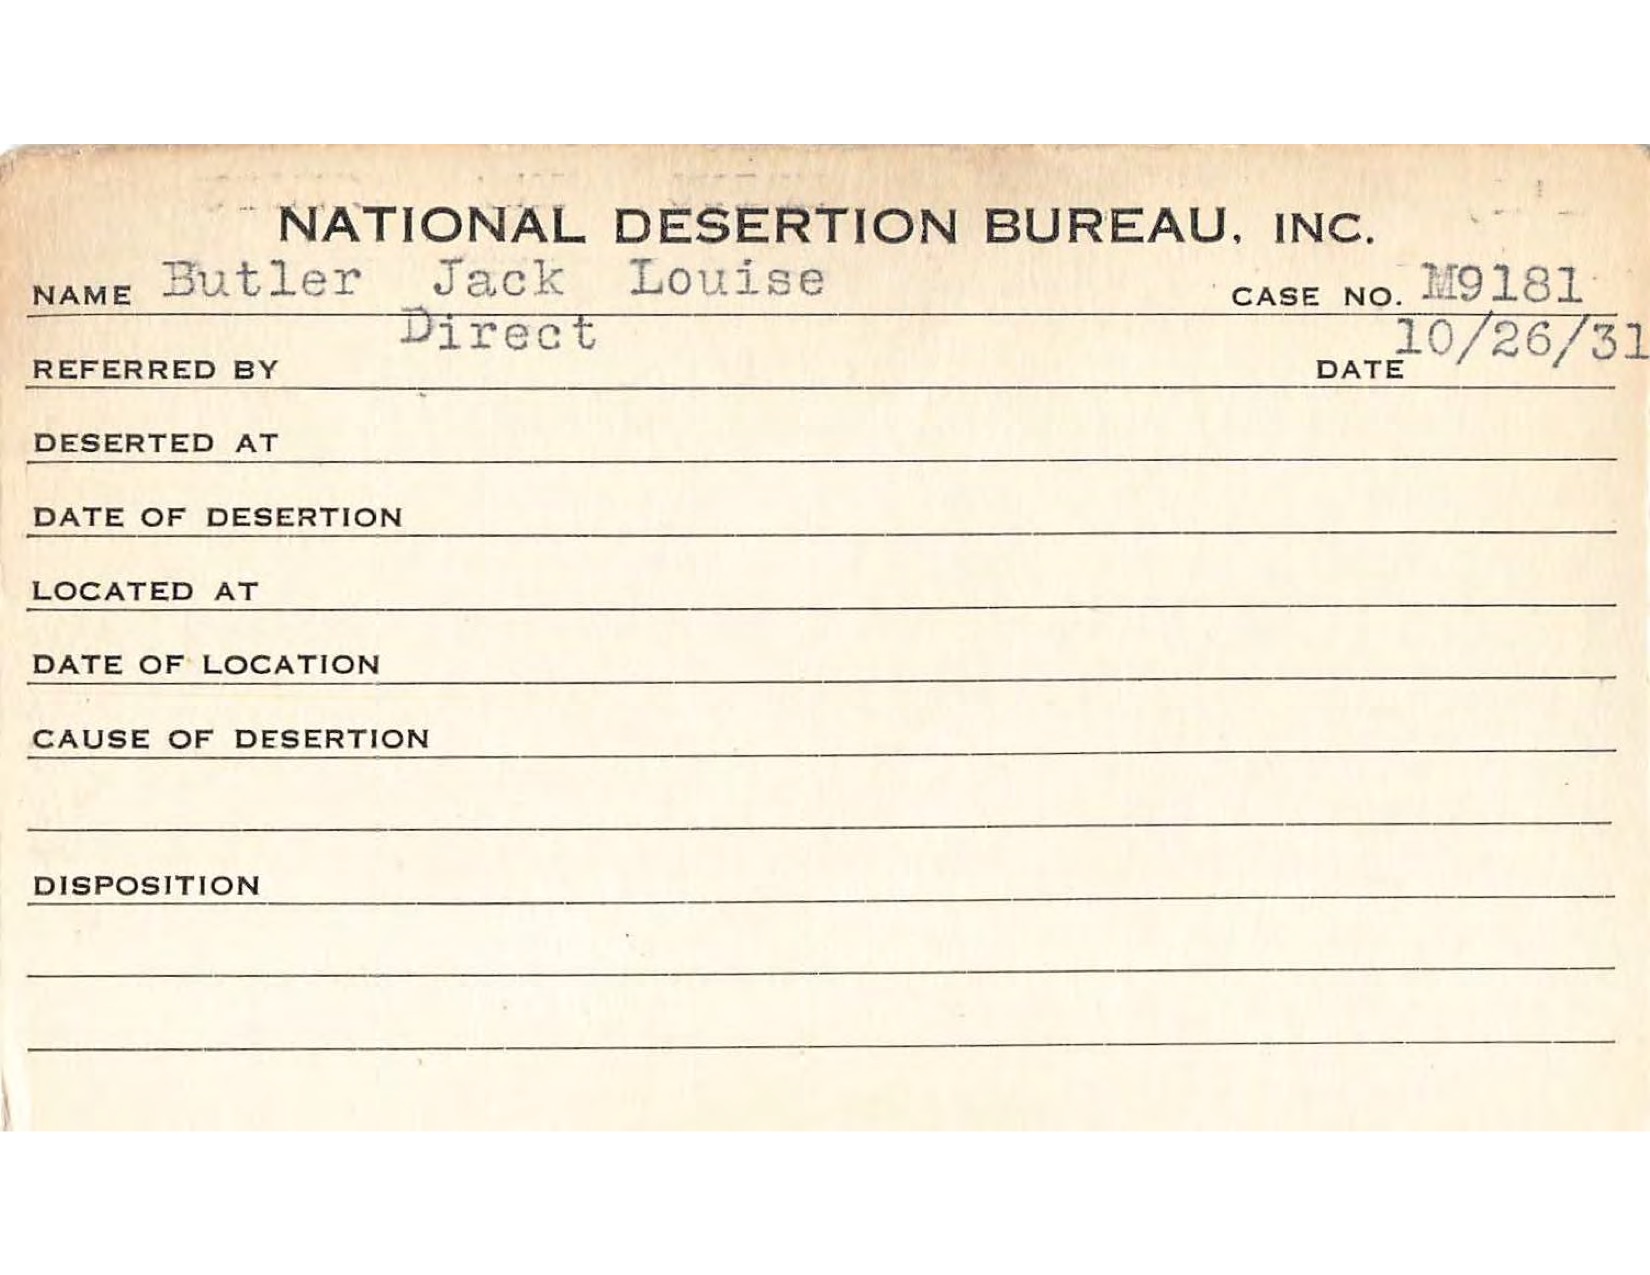 NATIONAL DESERTION BUREAU, INC.
NAME Butler Jack Louise CASE NO. M9181
REFERRED BY Direct DATE 10/26/31
DESERTED AT
DATE OF DESERTION
LOCATED AT
DATE OF LOCATION
CAUSE OF DESERTION
DISPOSITION